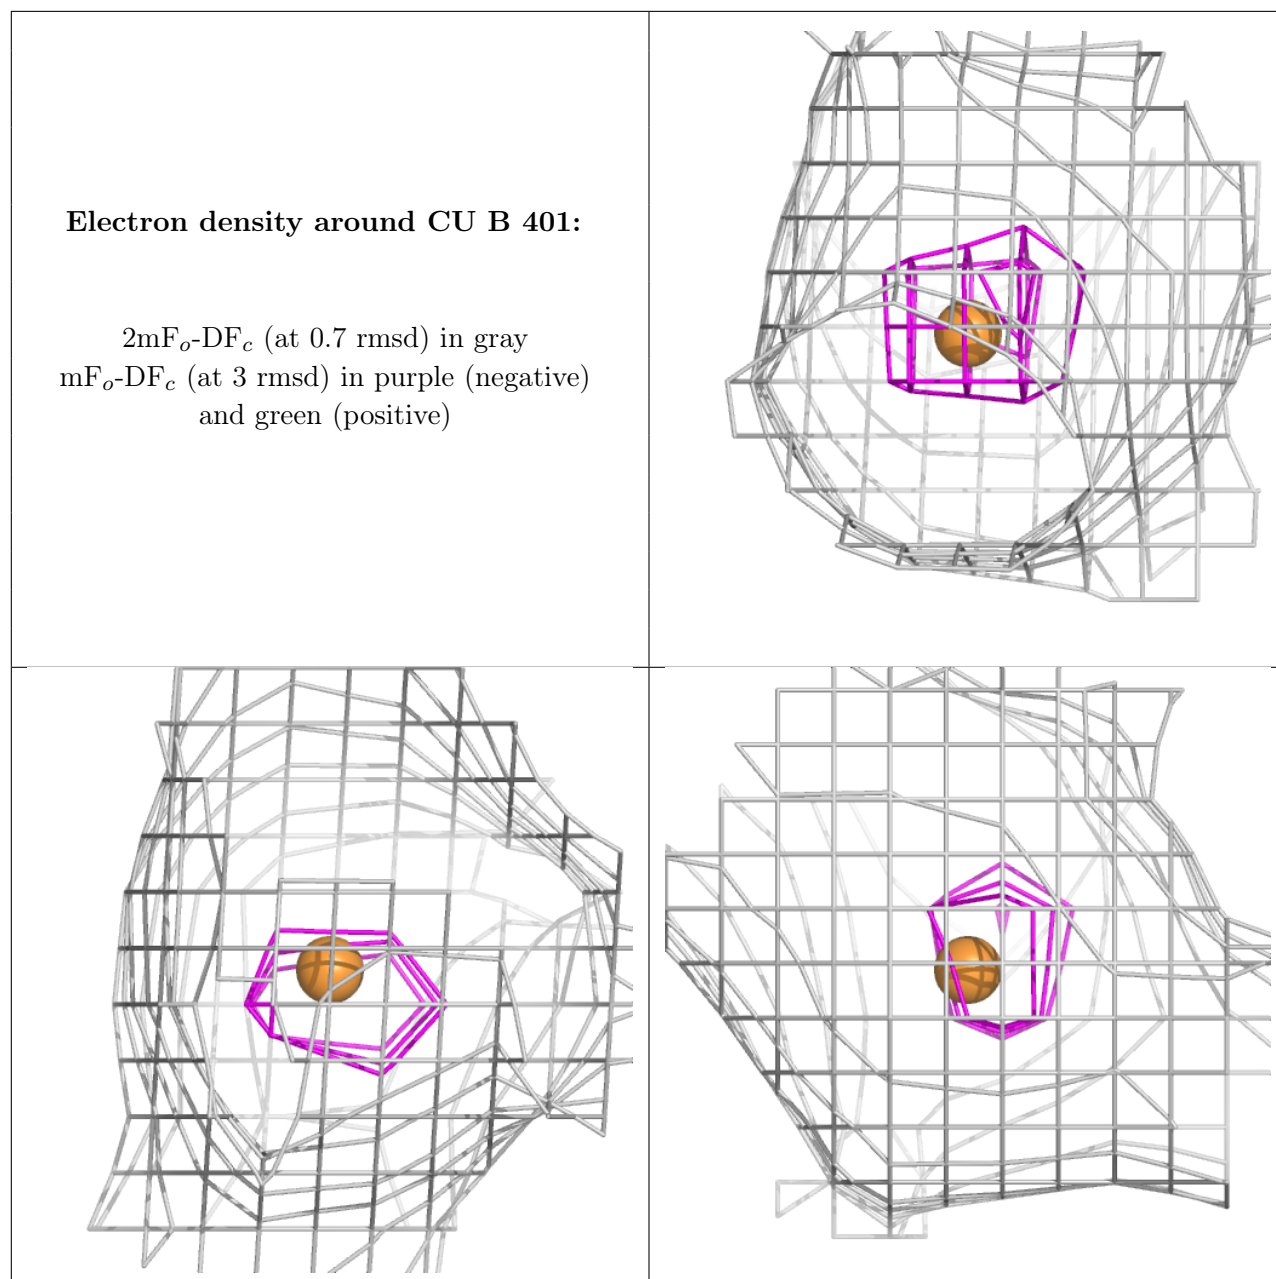 Electron density around CU B 401:
2mFo-DFc (at 0.7 rmsd) in gray
mFo-DFc (at 3 rmsd) in purple (negative)
and green (positive)